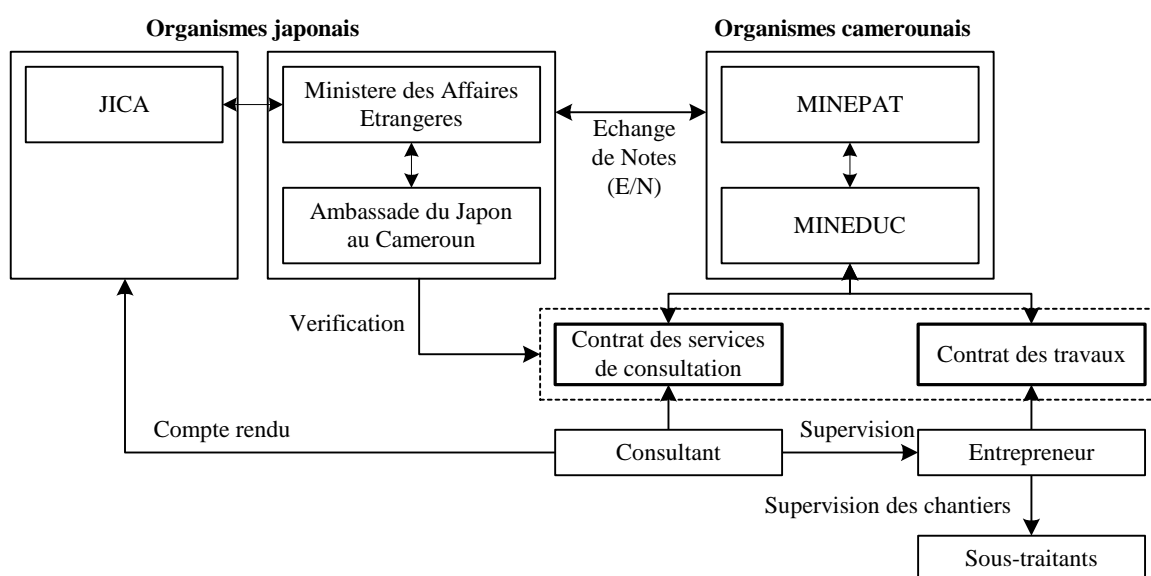 Organismes japonais
Organismes camerounais
JICA
Ministere des Affaires
Etrangeres
MINEPAT
Echange
de Notes
(E/N)
Ambassade du Japon
au Cameroun
MINEDUC
Verification
Contrat des services
de consultation
Contrat des travaux
Compte rendu
Consultant
Supervision
Entrepreneur
Supervision des chantiers
Sous-traitants